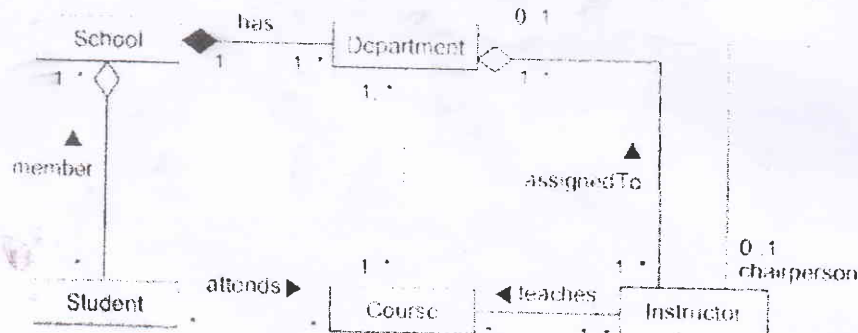 has
0..1
School
Department
1
1..*
1..*
1..*
1..*
member
assignedTo
0..1
chairperson
*
1..*
1..*
attends
teaches
Student
Course
Instructor
*
*
*
1..*